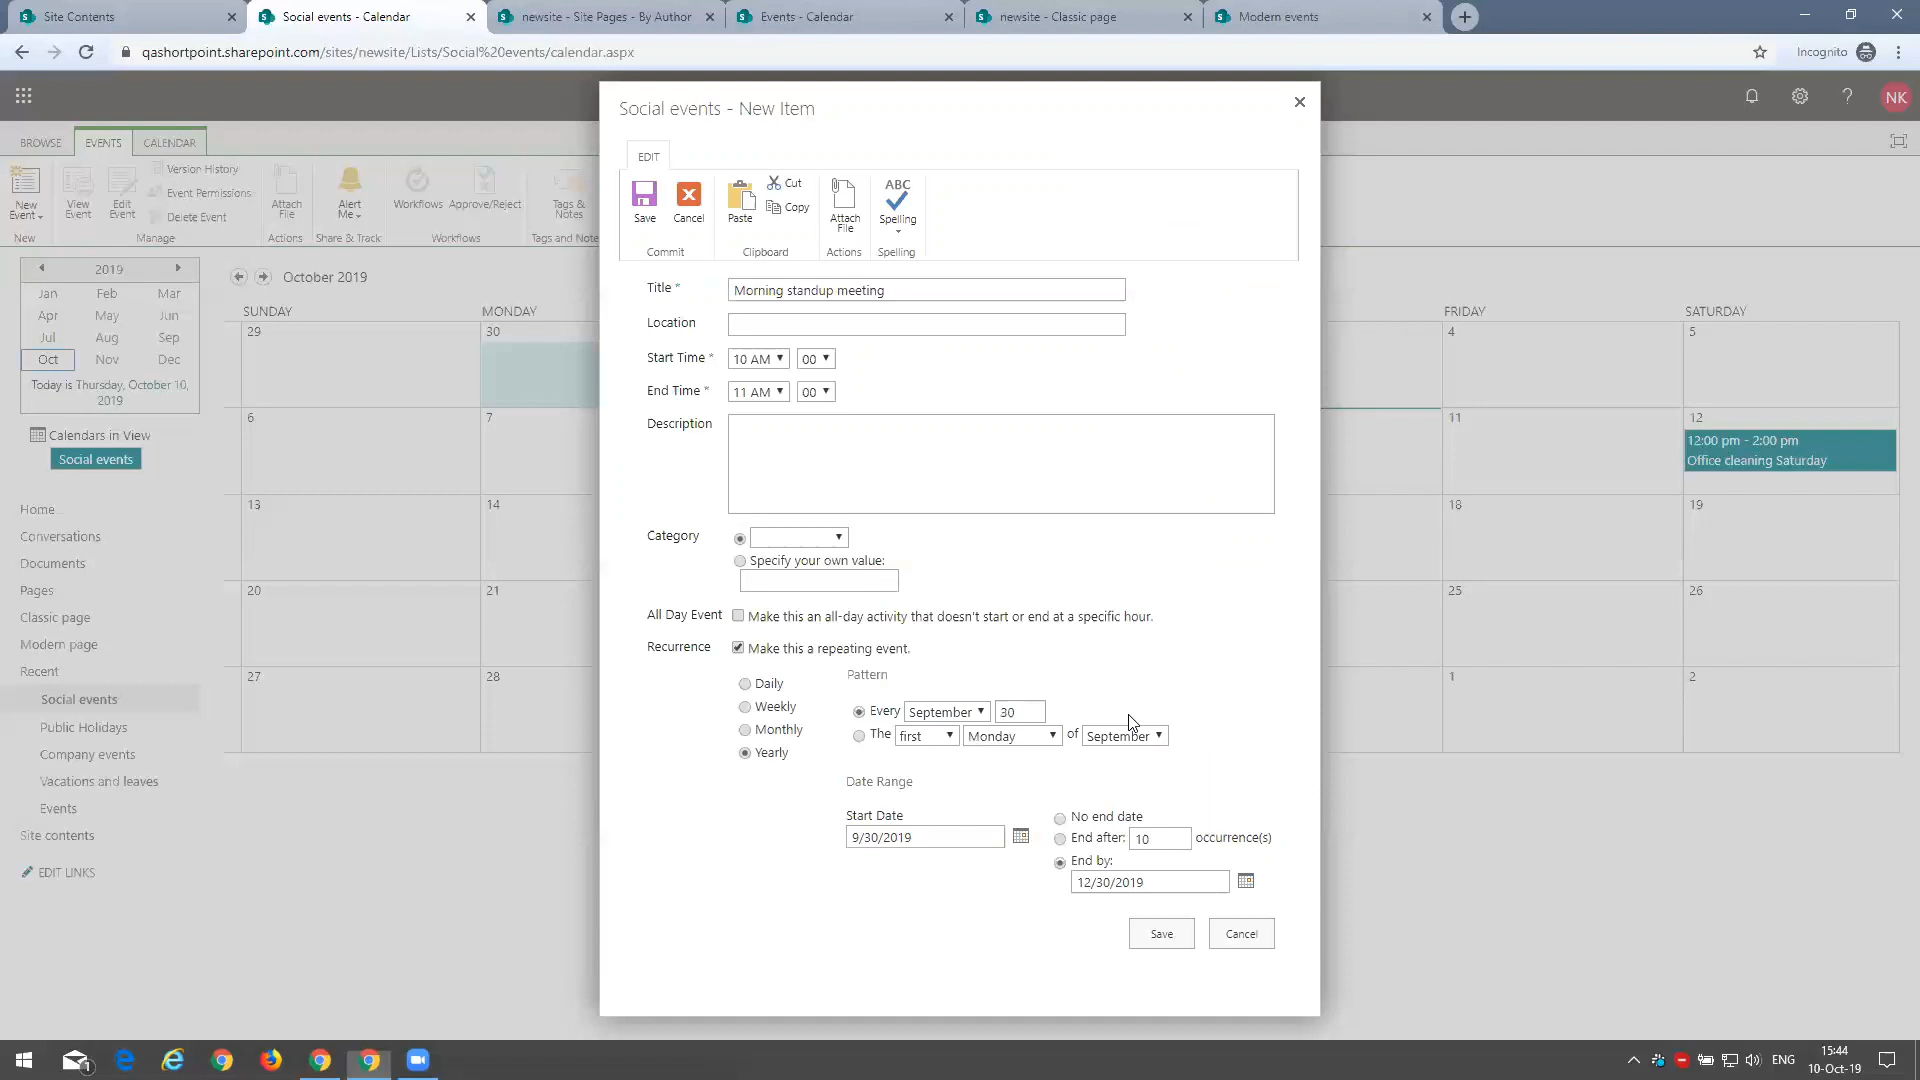 Site Contents
Social events - Calendar
newsite - Site Pages - By Author
Events - Calendar
newsite - Classic page
Modern events
qashortpoint.sharepoint.com/sites/newsite/Lists/Social%20events/calendar.aspx
Incognito
NK
BROWSE
EVENTS
CALENDAR
New Event
View Event
Edit Event
Version History
Event Permissions
Delete Event
Attach File
Alert Me
Workflows
Approve/Reject
Tags & Notes
New
Manage
Actions
Share & Track
Workflows
Tags and Note
2019
Jan Feb Mar
Apr May Jun
Jul Aug Sep
Oct Nov Dec
Today is Thursday, October 10, 2019
Calendars in View
Social events
Home
Conversations
Documents
Pages
Classic page
Modern page
Recent
Social events
Public Holidays
Company events
Vacations and leaves
Events
Site contents
EDIT LINKS
October 2019
SUNDAY MONDAY FRIDAY SATURDAY
29 30 4 5
6 7 11 12
12:00 pm - 2:00 pm
Office cleaning Saturday
13 14 18 19
20 21 25 26
27 28 1 2
Social events - New Item
EDIT
Save
Cancel
Paste
Cut
Copy
Attach File
ABC
Spelling
Commit
Clipboard
Actions
Spelling
Title *
Morning standup meeting
Location
Start Time *
10 AM 00
End Time *
11 AM 00
Description
Category
Specify your own value:
All Day Event
Make this an all-day activity that doesn't start or end at a specific hour.
Recurrence
Make this a repeating event.
Daily
Weekly
Monthly
Yearly
Pattern
Every September 30
The first Monday of September
Date Range
Start Date
9/30/2019
No end date
End after: 10 occurrence(s)
End by:
12/30/2019
Save
Cancel
1
ENG
15:44
10-Oct-19